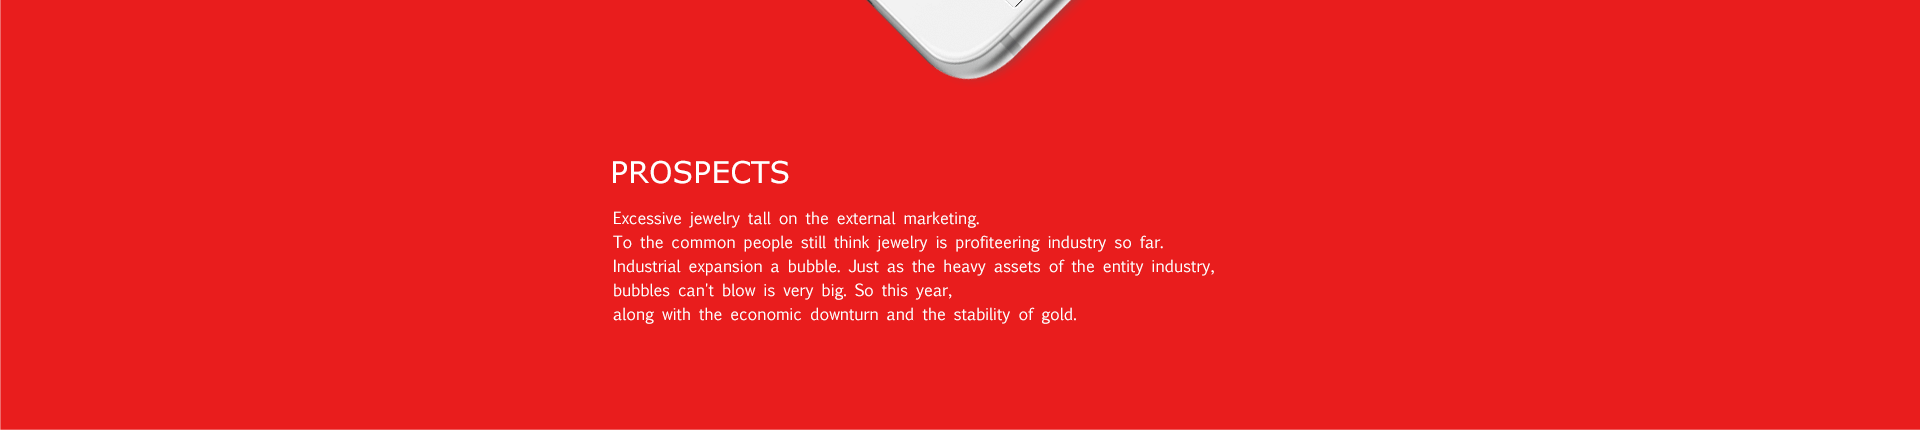 PROSPECTS
Excessive jewelry tall on the external marketing.
To the common people still think jewelry is profiteering industry so far.
Industrial expansion a bubble. Just as the heavy assets of the entity industry,
bubbles can't blow is very big. So this year,
along with the economic downturn and the stability of gold.